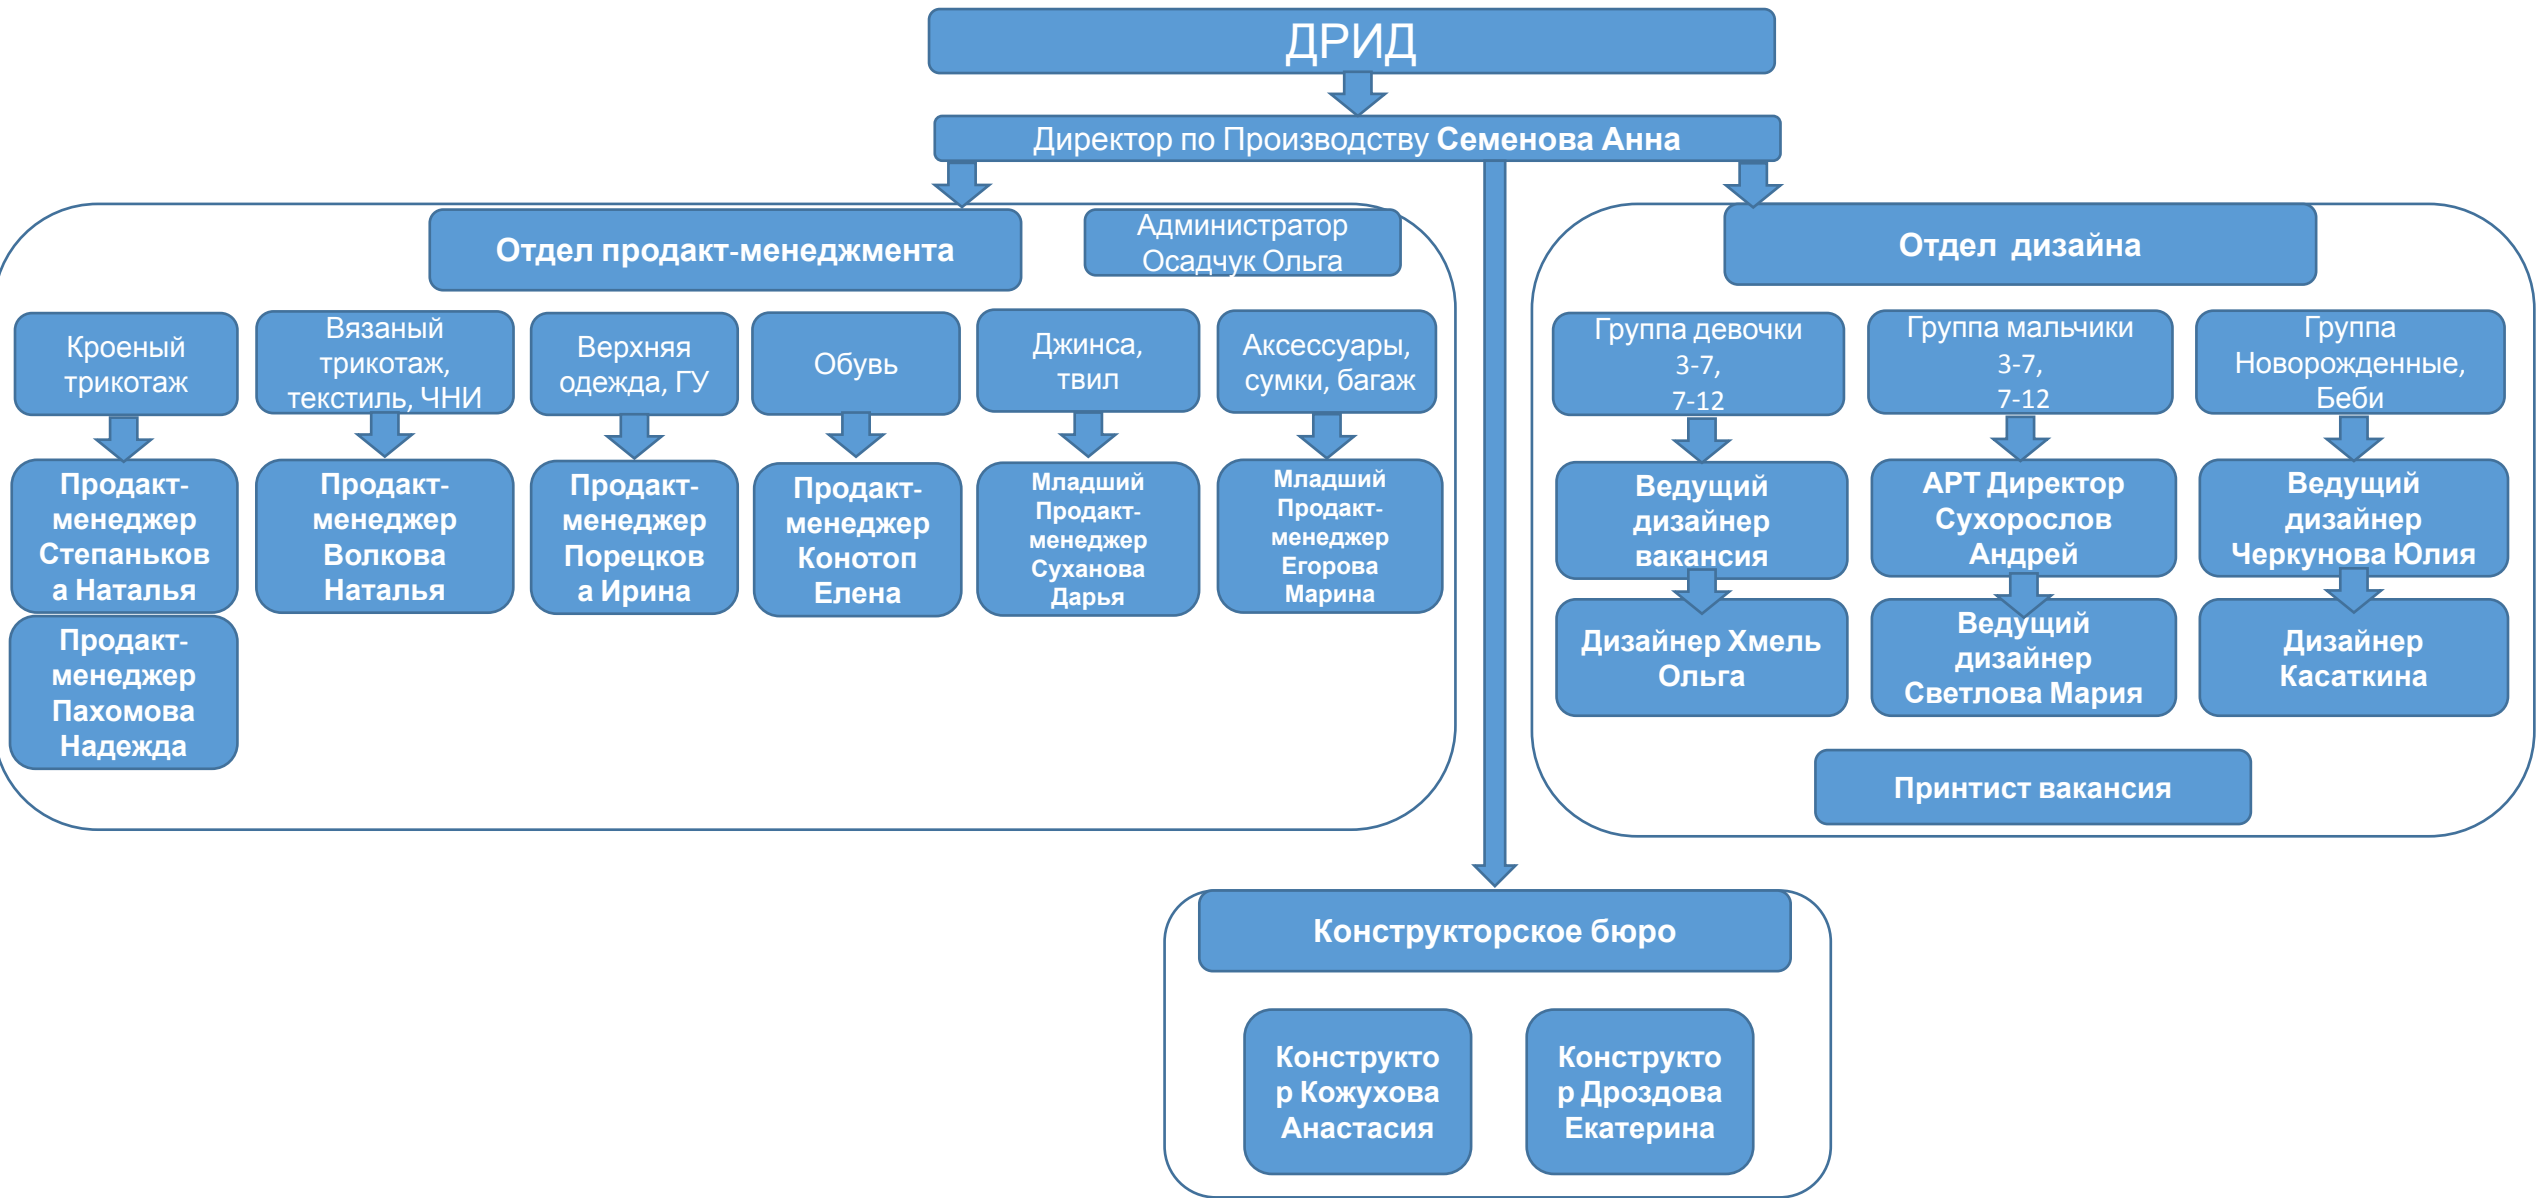 ДРИД
Директор по Производству Семенова Анна
Отдел продакт-менеджмента
Администратор
Осадчук Ольга
Кроеный
трикотаж
Вязаный
трикотаж,
текстиль, ЧНИ
Верхняя
одежда, ГУ
Обувь
Джинса,
твил
Аксессуары,
сумки, багаж
Продакт-
менеджер
Степаньков
а Наталья
Продакт-
менеджер
Волкова
Наталья
Продакт-
менеджер
Порецков
а Ирина
Продакт-
менеджер
Конотоп
Елена
Младший
Продакт-
менеджер
Суханова
Дарья
Младший
Продакт-
менеджер
Егорова
Марина
Продакт-
менеджер
Пахомова
Надежда
Отдел дизайна
Группа девочки
3-7,
7-12
Группа мальчики
3-7,
7-12
Группа
Новорожденные,
Беби
Ведущий
дизайнер
вакансия
АРТ Директор
Сухорослов
Андрей
Ведущий
дизайнер
Черкунова Юлия
Дизайнер Хмель
Ольга
Ведущий
дизайнер
Светлова Мария
Дизайнер
Касаткина
Принтист вакансия
Конструкторское бюро
Конструкто
р Кожухова
Анастасия
Конструкто
р Дроздова
Екатерина